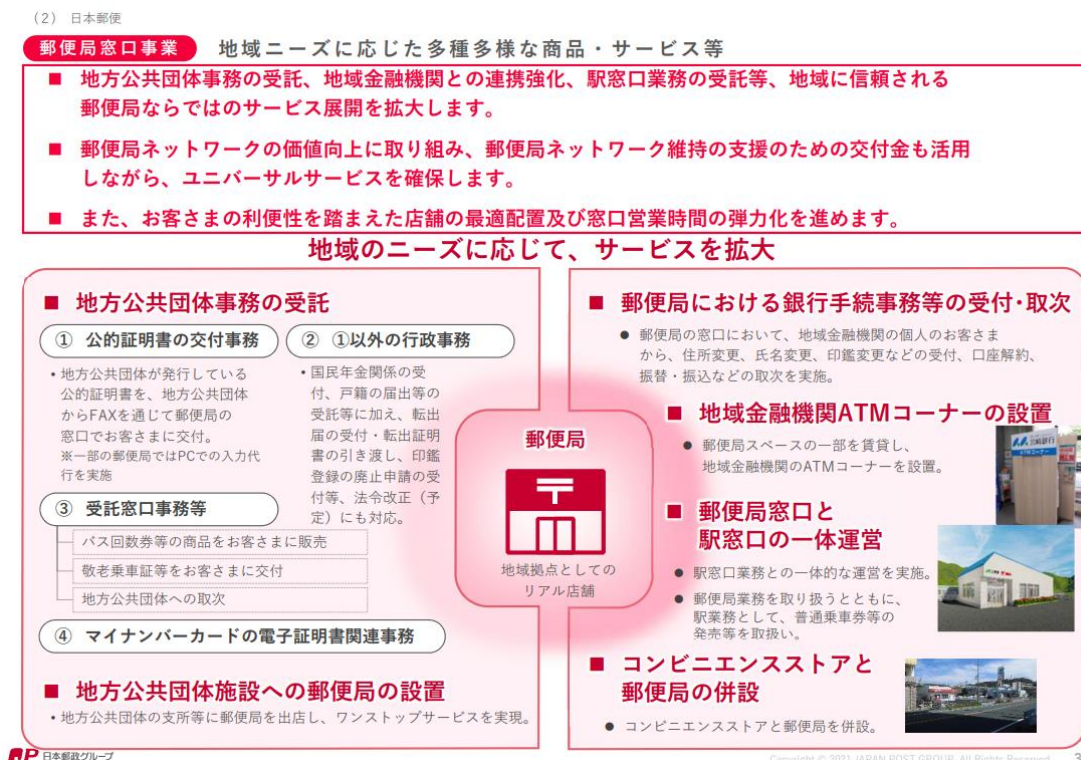 （２） 日本郵便
郵便局窓口事業
地域ニーズに応じた多種多様な商品・サービス等
■ 地方公共団体事務の受託、地域金融機関との連携強化、駅窓口業務の受託等、地域に信頼される
郵便局ならではのサービス展開を拡大します。
■ 郵便局ネットワークの価値向上に取り組み、郵便局ネットワーク維持の支援のための交付金も活用
しながら、ユニバーサルサービスを確保します。
■ また、お客さまの利便性を踏まえた店舗の最適配置及び窓口営業時間の弾力化を進めます。
地域のニーズに応じて、サービスを拡大
■ 地方公共団体事務の受託
① 公的証明書の交付事務
・地方公共団体が発行している
公的証明書を、地方公共団体
からFAXを通じて郵便局の
窓口でお客さまに交付。
※一部の郵便局ではPCでの入力代
行を実施
② ①以外の行政事務
・国民年金関係の受
付、戸籍の届出等の
受託等に加え、転出
届の受付・転出証明
書の引き渡し、印鑑
登録の廃止申請の受
付等、法令改正（予
定）にも対応。
③ 受託窓口事務等
バス回数券等の商品をお客さまに販売
敬老乗車証等をお客さまに交付
地方公共団体への取次
④ マイナンバーカードの電子証明書関連事務
■ 地方公共団体施設への郵便局の設置
・地方公共団体の支所等に郵便局を出店し、ワンストップサービスを実現。
郵便局
地域拠点としての
リアル店舗
■ 郵便局における銀行手続事務等の受付・取次
● 郵便局の窓口において、地域金融機関の個人のお客さま
から、住所変更、氏名変更、印鑑変更などの受付、口座解約、
振替・振込などの取次を実施。
■ 地域金融機関ATMコーナーの設置
● 郵便局スペースの一部を賃貸し、
地域金融機関のATMコーナーを設置。
宮崎銀行
ATMコーナー
■ 郵便局窓口と
駅窓口の一体運営
● 駅窓口業務との一体的な運営を実施。
● 郵便局業務を取り扱うとともに、
駅業務として、普通乗車券等の
発売等を取扱い。
■ コンビニエンスストアと
郵便局の併設
● コンビニエンスストアと郵便局を併設。
JP 日本郵政グループ
Copyright © 2021 JAPAN POST GROUP. All Rights Reserved.